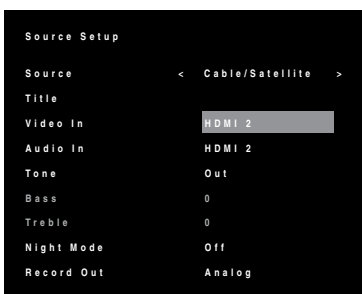 Source Setup
Source < Cable/Satellite >
Title
Video In HDMI 2
Audio In HDMI 2
Tone Out
Bass 0
Treble 0
Night Mode Off
Record Out Analog